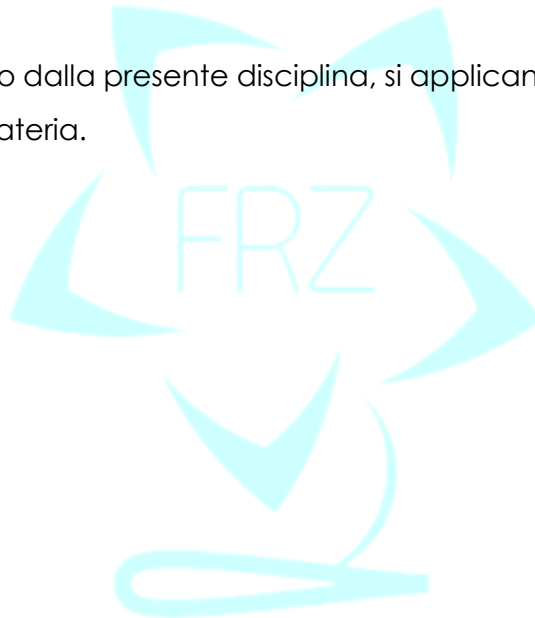 o dalla presente disciplina, si applican
ateria.
FRZ